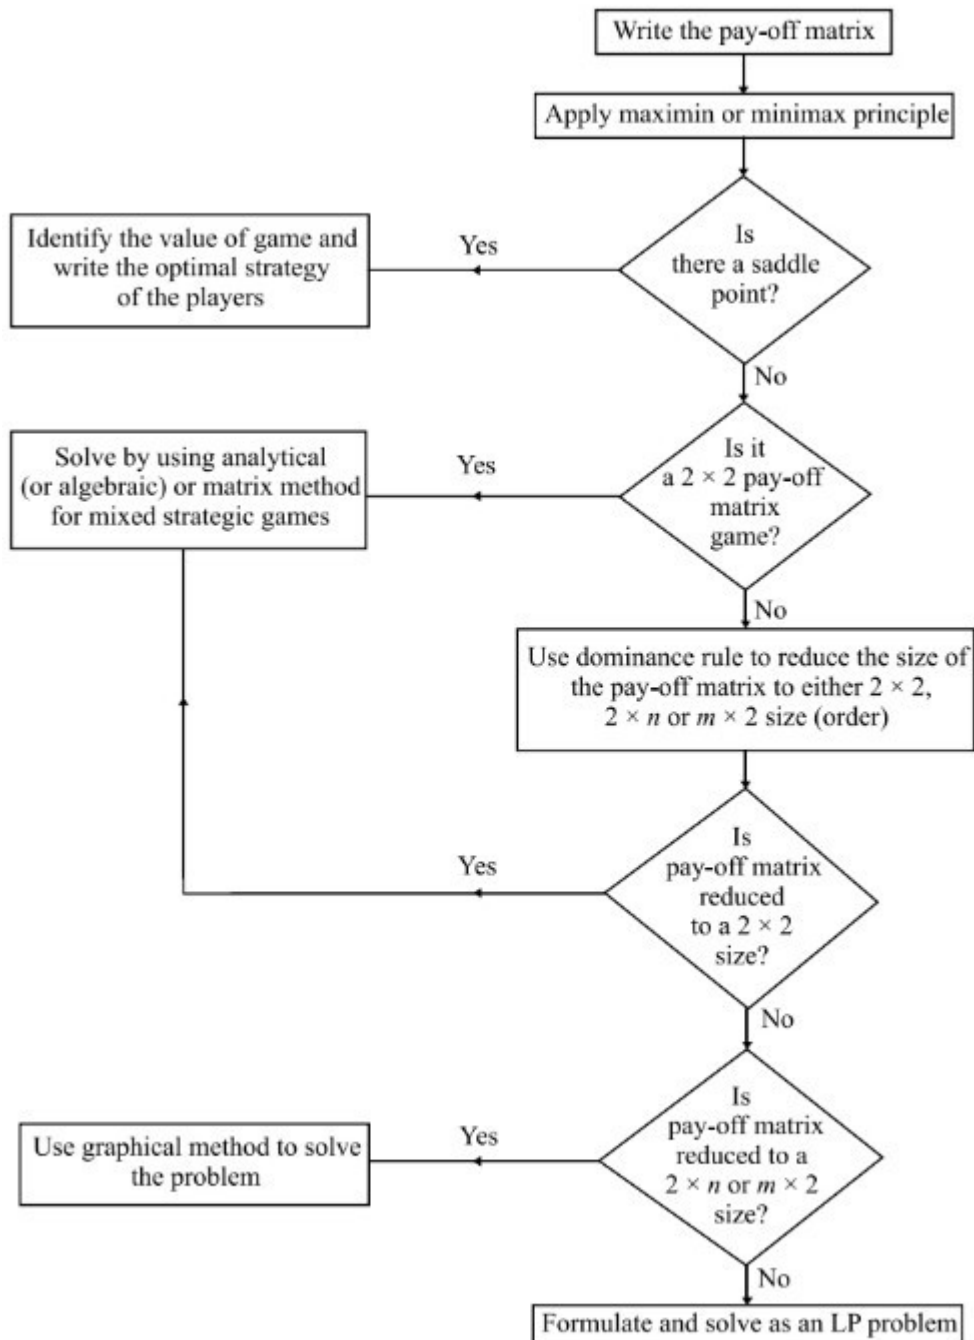 Write the pay-off matrix
Apply maximin or minimax principle
Is
there a saddle
point?
Yes
Identify the value of game and
write the optimal strategy
of the players
No
Is it
a 2 × 2 pay-off
matrix
game?
Yes
Solve by using analytical
(or algebraic) or matrix method
for mixed strategic games
No
Use dominance rule to reduce the size of
the pay-off matrix to either 2 × 2,
2 × n or m × 2 size (order)
Is
pay-off matrix
reduced
to a 2 × 2
size?
Yes
No
Is
pay-off matrix
reduced to a
2 × n or m × 2
size?
Yes
Use graphical method to solve
the problem
No
Formulate and solve as an LP problem